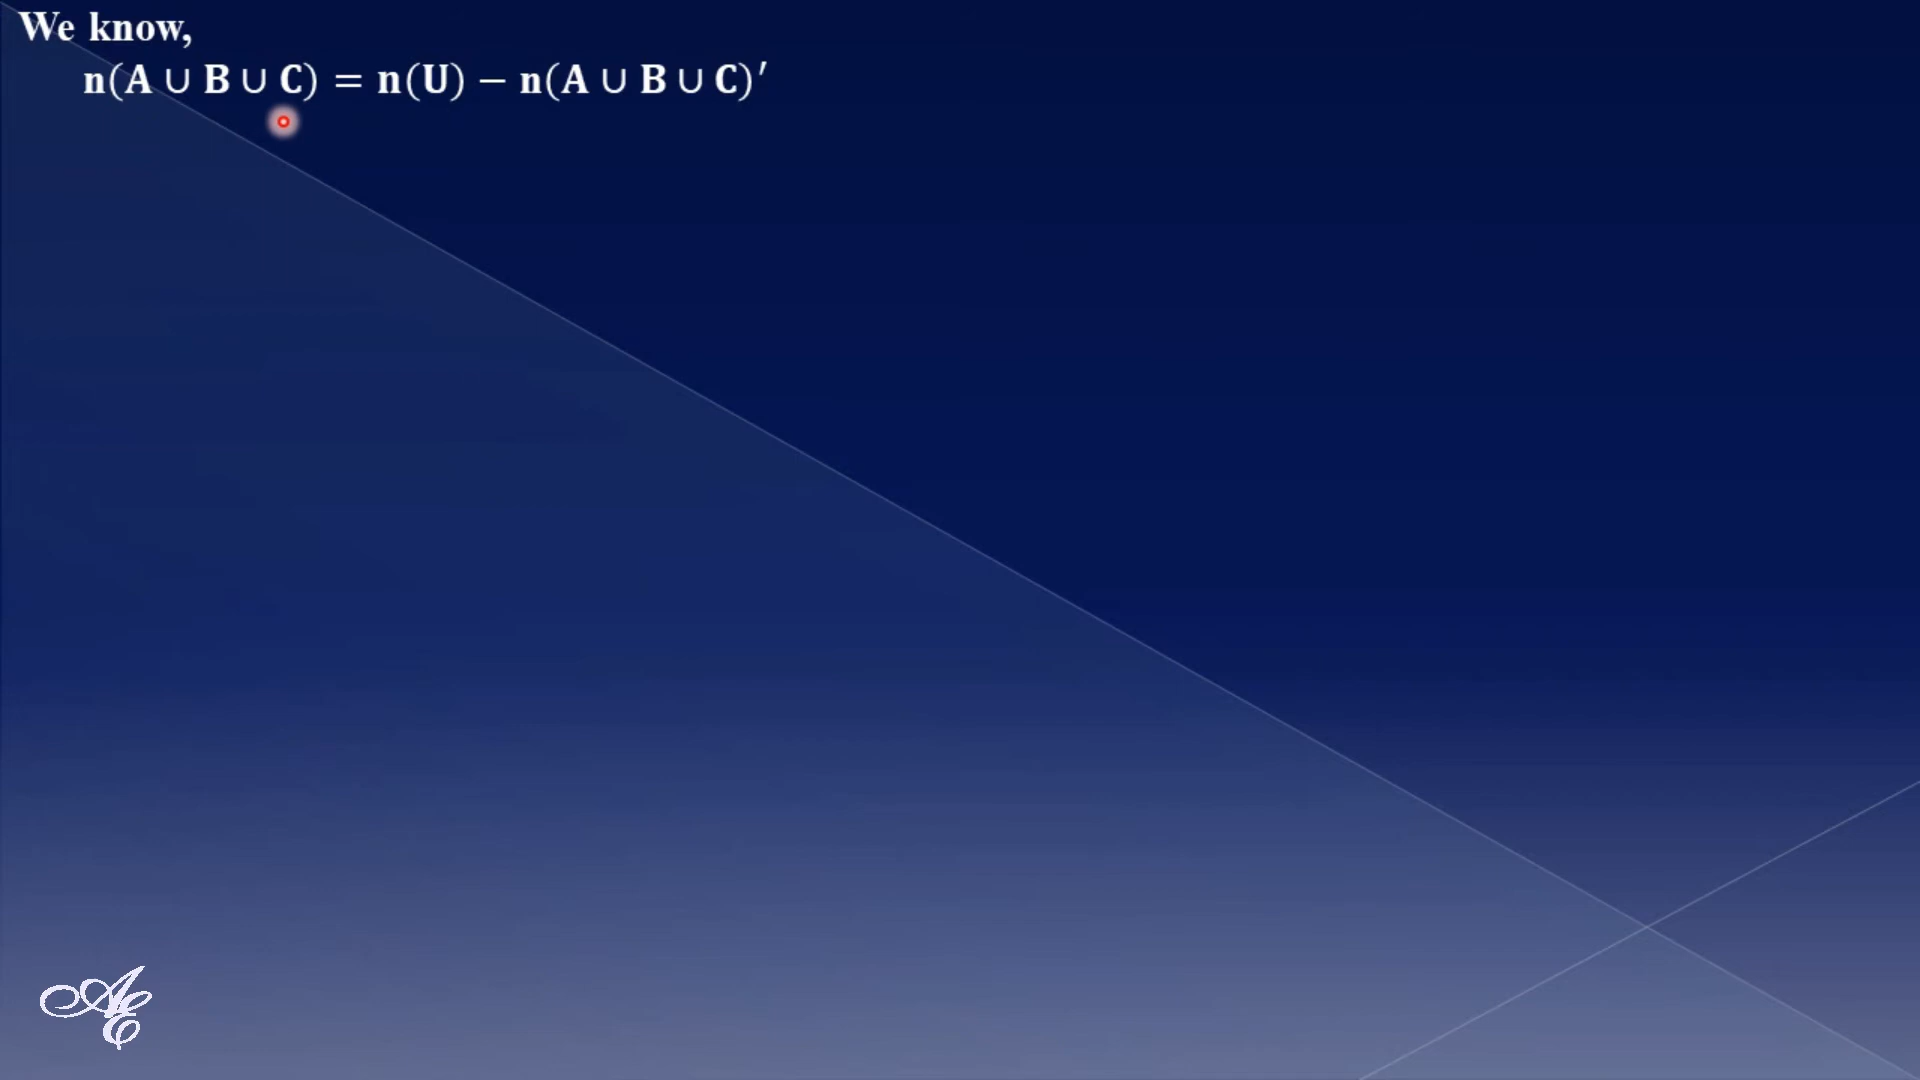 We know,
n(A ∪ B ∪ C) = n(U) − n(A ∪ B ∪ C)′